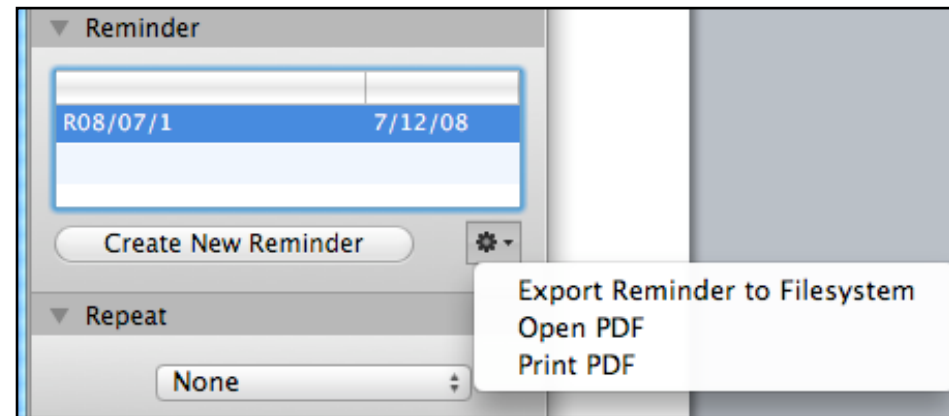 Reminder
R08/07/1 7/12/08
Create New Reminder
Export Reminder to Filesystem
Open PDF
Print PDF
Repeat
None